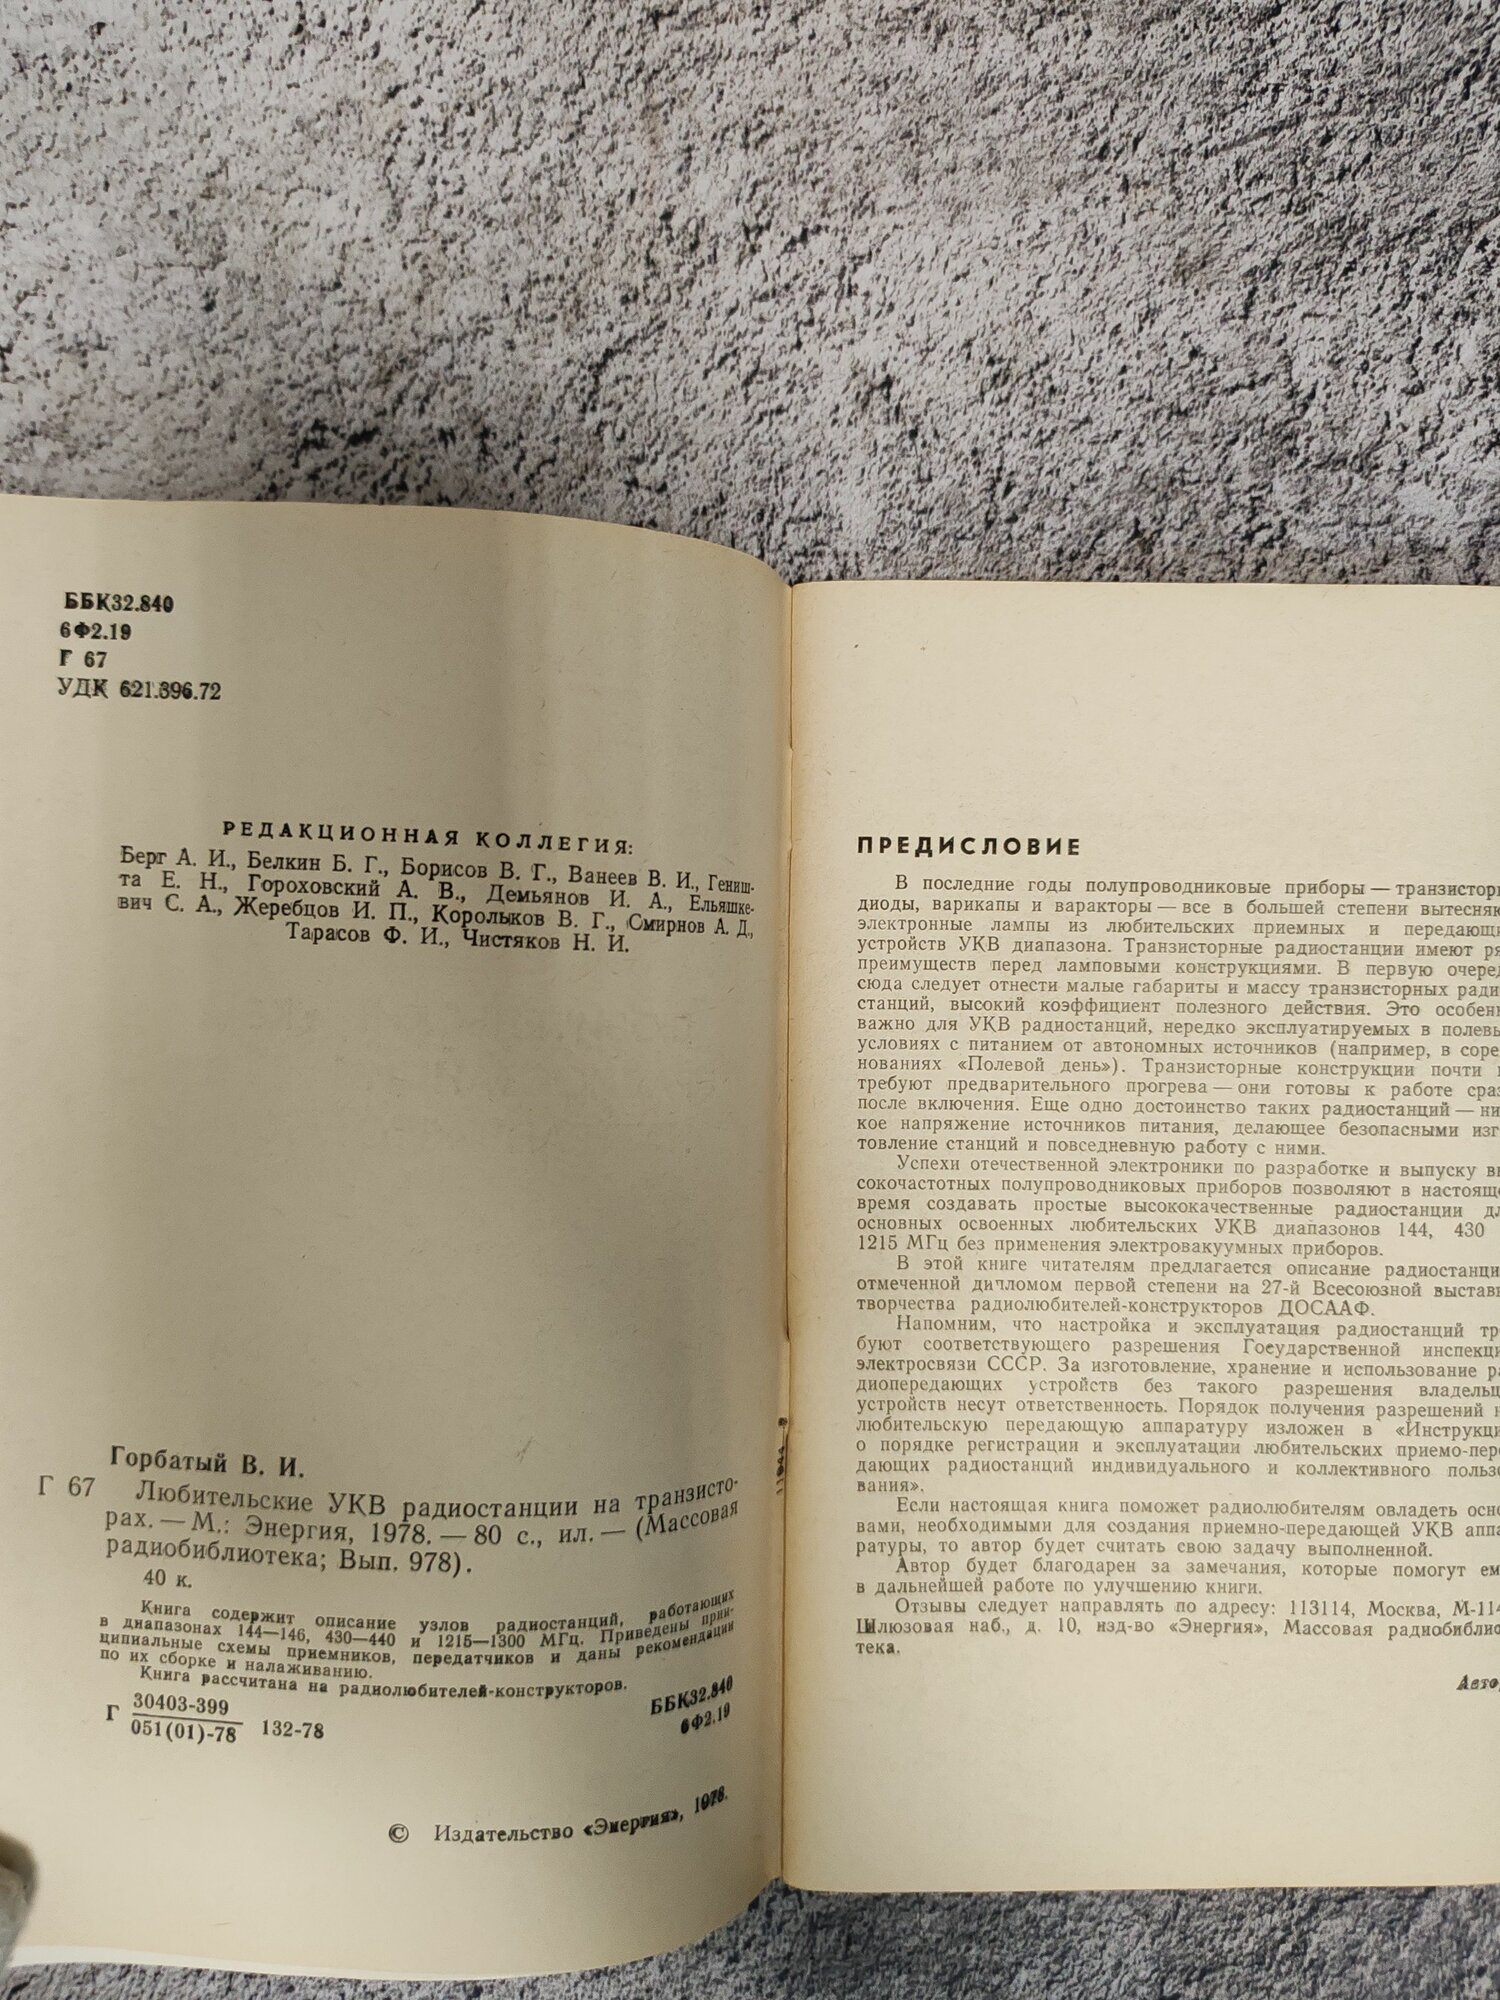 ББК32.840
6Ф2.19
Г 67
УДК 621.396.72
РЕДАКЦИОННАЯ КОЛЛЕГИЯ:
Берг А. И., Белкин Б. Г., Борисов В. Г., Ванеев В. И., Гениш-
та Е. Н., Гороховский А. В., Демьянов И. А., Ельяшке-
вич С. А., Жеребцов И. П., Корольков В. Г., Смирнов А. Д.,
Тарасов Ф. И., Чистяков Н. И.
Горбатый В. И.
Г 67 Любительские УКВ радиостанции на транзисто-
рах. — М.: Энергия, 1978. — 80 с., ил. — (Массовая
радиобиблиотека; Вып. 978).
40 к.
Книга содержит описание узлов радиостанций, работающих
в диапазонах 144—146, 430—440 и 1215—1300 МГц. Приведены прин-
ципиальные схемы приемников, передатчиков и даны рекомендации
по их сборке и налаживанию.
Книга рассчитана на радиолюбителей-конструкторов.
Г 30403-399
051(01)-78 132-78
ББК32.840
6Ф2.19
© Издательство «Энергия», 1978.
ПРЕДИСЛОВИЕ
В последние годы полупроводниковые приборы — транзистор
диоды, варикапы и варакторы — все в большей степени вытесняю
электронные лампы из любительских приемных и передающи
устройств УКВ диапазона. Транзисторные радиостанции имеют ря
преимуществ перед ламповыми конструкциями. В первую очеред
сюда следует отнести малые габариты и массу транзисторных ради
станций, высокий коэффициент полезного действия. Это особен
важно для УКВ радиостанций, нередко эксплуатируемых в полевы
условиях с питанием от автономных источников (например, в соре
нованиях «Полевой день»). Транзисторные конструкции почти
требуют предварительного прогрева — они готовы к работе сраз
после включения. Еще одно достоинство таких радиостанций — ни
кое напряжение источников питания, делающее безопасными изг
товление станций и повседневную работу с ними.
Успехи отечественной электроники по разработке и выпуску вы
сокочастотных полупроводниковых приборов позволяют в настояще
время создавать простые высококачественные радиостанции дл
основных освоенных любительских УКВ диапазонов 144, 430
1215 МГц без применения электровакуумных приборов.
В этой книге читателям предлагается описание радиостанци
отмеченной дипломом первой степени на 27-й Всесоюзной выстав
творчества радиолюбителей-конструкторов ДОСААФ.
Напомним, что настройка и эксплуатация радиостанций тре
буют соответствующего разрешения Государственной инспекци
электросвязи СССР. За изготовление, хранение и использование ра
диопередающих устройств без такого разрешения владельц
устройств несут ответственность. Порядок получения разрешений н
любительскую передающую аппаратуру изложен в «Инструкци
о порядке регистрации и эксплуатации любительских приемо-пере
дающих радиостанций индивидуального и коллективного пользо
вания».
Если настоящая книга поможет радиолюбителям овладеть осно
вами, необходимыми для создания приемно-передающей УКВ аппа
ратуры, то автор будет считать свою задачу выполненной.
Автор будет благодарен за замечания, которые помогут ем
в дальнейшей работе по улучшению книги.
Отзывы следует направлять по адресу: 113114, Москва, М-114
Шлюзовая наб., д. 10, изд-во «Энергия», Массовая радиобиблио
тека.
Автор